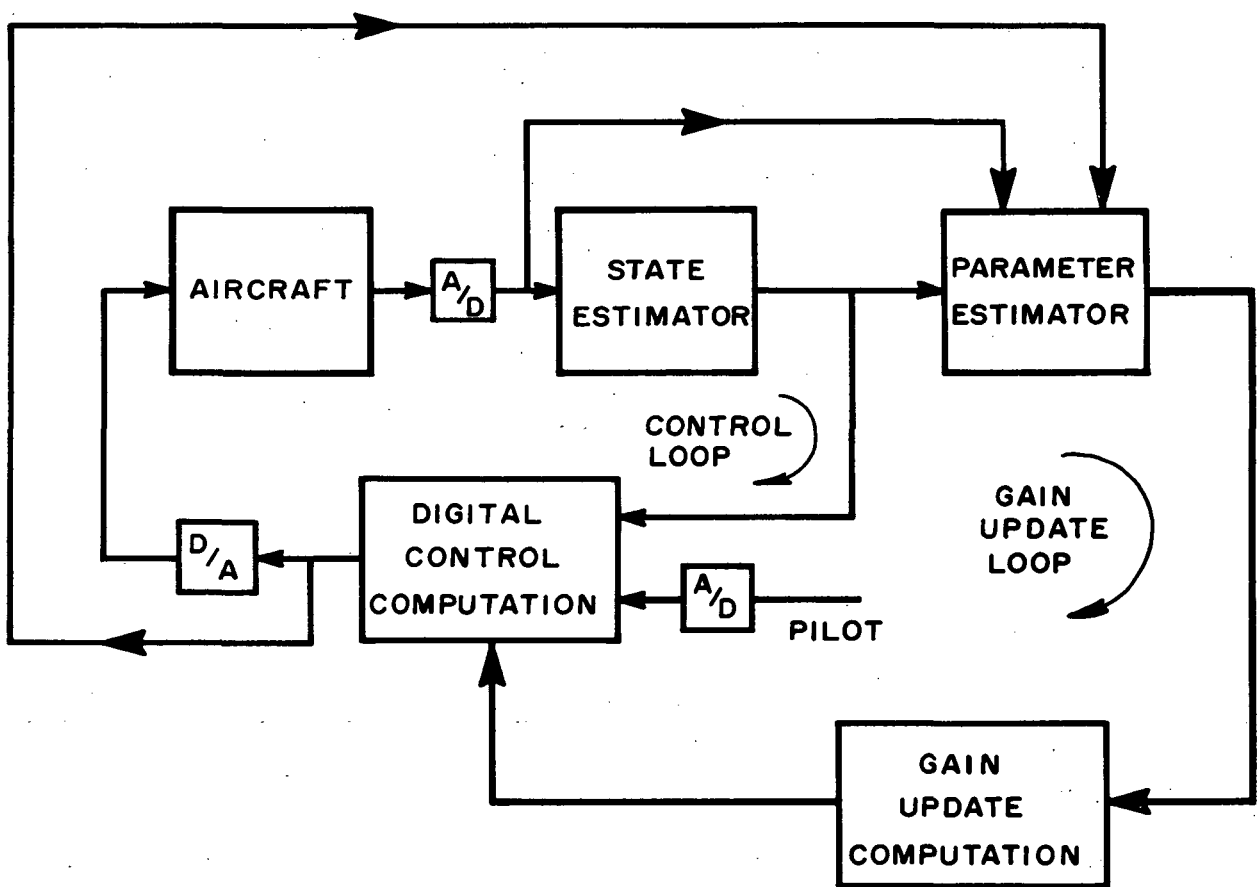 AIRCRAFT
A/D
STATE
ESTIMATOR
PARAMETER
ESTIMATOR
CONTROL
LOOP
GAIN
UPDATE
LOOP
D/A
DIGITAL
CONTROL
COMPUTATION
A/D
PILOT
GAIN
UPDATE
COMPUTATION